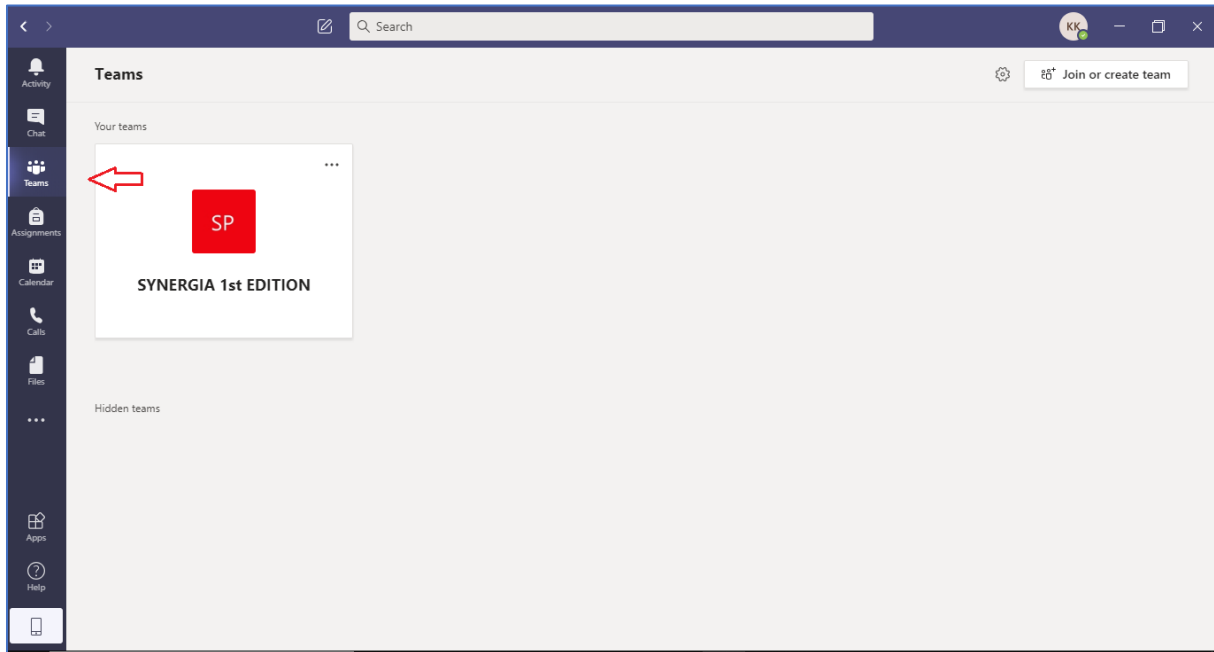 Search
KK
Activity
Teams
Join or create team
Chat
Your teams
Teams
SP
Assignments
SYNERGIA 1st EDITION
Calendar
Calls
Files
Hidden teams
Apps
Help